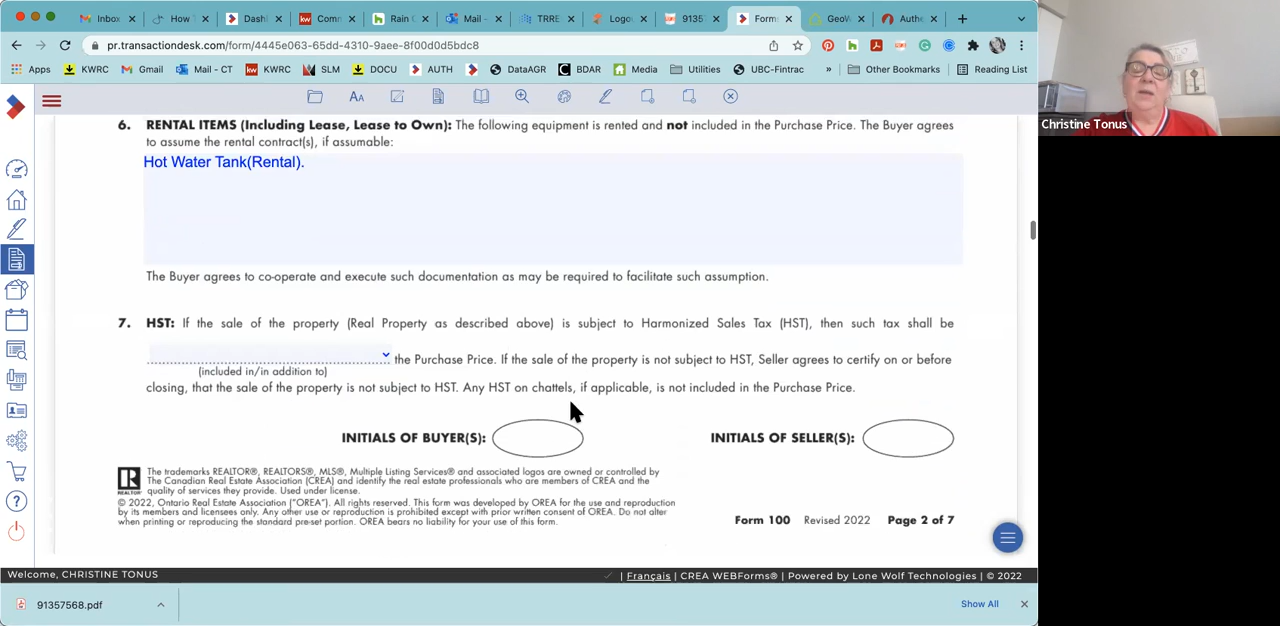 Inbox
How
Dash
Comn
Rain C
Mail -
TRRE
Logo
9135
Form
GeoW
Authe
pr.transactiondesk.com/form/4445e063-65dd-4310-9aee-8f00d0d5bdc8
Apps KWRC Gmail Mail - CT KWRC SLM DOCU AUTH DataAGR BDAR Media Utilities UBC-Fintrac » Other Bookmarks Reading List
Christine Tonus
6. RENTAL ITEMS (Including Lease, Lease to Own): The following equipment is rented and not included in the Purchase Price. The Buyer agrees
to assume the rental contract(s), if assumable:
Hot Water Tank(Rental).
The Buyer agrees to co-operate and execute such documentation as may be required to facilitate such assumption.
7. HST: If the sale of the property (Real Property as described above) is subject to Harmonized Sales Tax (HST), then such tax shall be
the Purchase Price. If the sale of the property is not subject to HST, Seller agrees to certify on or before
(included in/in addition to)
closing, that the sale of the property is not subject to HST. Any HST on chattels, if applicable, is not included in the Purchase Price.
INITIALS OF BUYER(S): INITIALS OF SELLER(S):
The trademarks REALTOR®, REALTORS®, MLS®, Multiple Listing Services® and associated logos are owned or controlled by
The Canadian Real Estate Association (CREA) and identify the real estate professionals who are members of CREA and the
quality of services they provide. Used under license.
© 2022, Ontario Real Estate Association ("OREA"). All rights reserved. This form was developed by OREA for the use and reproduction
by its members and licensees only. Any other use or reproduction is prohibited except with prior written consent of OREA. Do not alter
when printing or reproducing the standard pre-set portion. OREA bears no liability for your use of this form.
Form 100 Revised 2022 Page 2 of 7
Welcome, CHRISTINE TONUS
| Français | CREA WEBForms® | Powered by Lone Wolf Technologies | © 2022
91357568.pdf
Show All